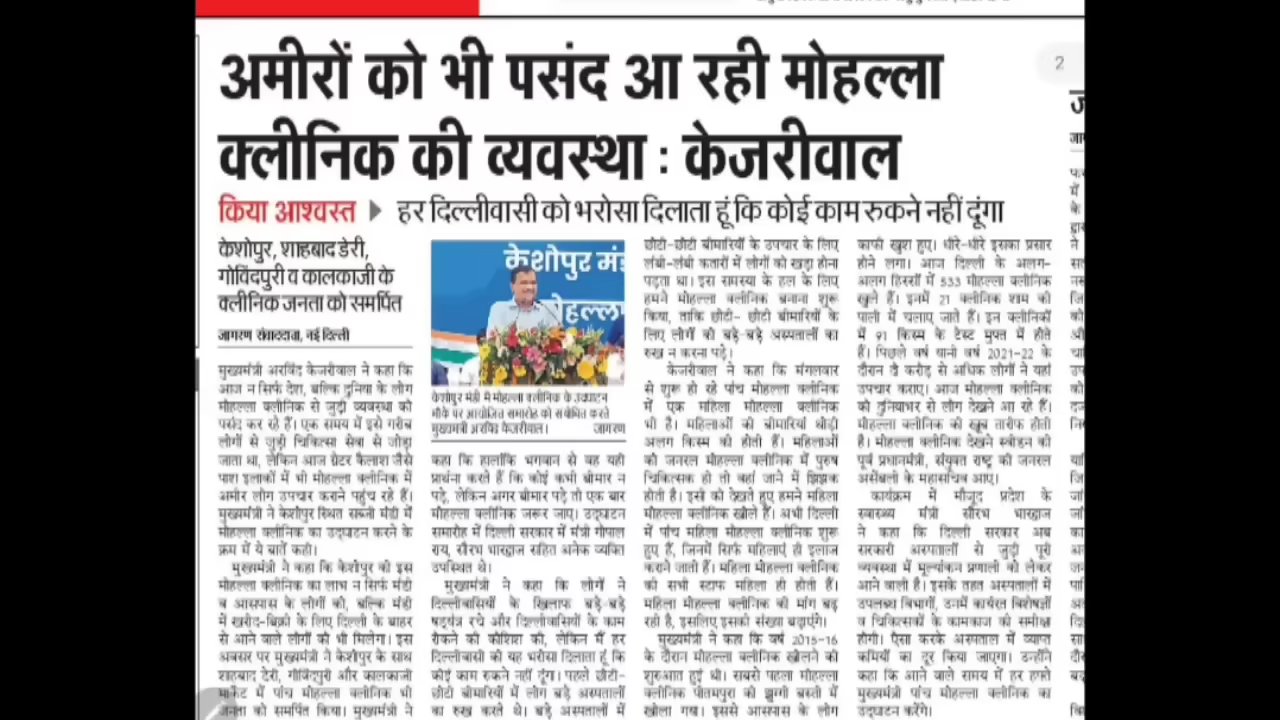 अमीरों को भी पसंद आ रही मोहल्ला
क्लीनिक की व्यवस्था : केजरीवाल
2
किया आश्वस्त ▶ हर दिल्लीवासी को भरोसा दिलाता हूं कि कोई काम रुकने नहीं दूंगा
केशोपुर, शाहबाद डेरी,
गोविंदपुरी व कालकाजी के
क्लीनिक जनता को समर्पित
जागरण संवाददाता, नई दिल्ली
मुख्यमंत्री अरविंद केजरीवाल ने कहा कि
आज न सिर्फ देश, बल्कि दुनिया के लोग
मोहल्ला क्लीनिक से जुड़ी व्यवस्था को
पसंद कर रहे हैं। एक समय में इसे गरीब
लोगों से जुड़ी चिकित्सा सेवा से जोड़ा
जाता था, लेकिन आज ग्रेटर कैलाश जैसे
पाश इलाकों में भी मोहल्ला क्लीनिक में
अमीर लोग उपचार कराने पहुंच रहे हैं।
मुख्यमंत्री ने केशोपुर स्थित सब्जी मंडी में
मोहल्ला क्लीनिक का उद्घाटन करने के
क्रम में ये बातें कही।
मुख्यमंत्री ने कहा कि केशोपुर की इस
मोहल्ला क्लीनिक का लाभ न सिर्फ मंडी
व आसपास के लोगों को, बल्कि मंडी
में खरीद-बिक्री के लिए दिल्ली के बाहर
से आने वाले लोगों को भी मिलेगा। इस
अवसर पर मुख्यमंत्री ने केशोपुर के साथ
शाहबाद डेरी, गोविंदपुरी और कालकाजी
मार्केट में पांच मोहल्ला क्लीनिक भी
जनता को समर्पित किया। मुख्यमंत्री ने
केशोपुर मं
मोहल्ल
केशोपुर मंडी में मोहल्ला क्लीनिक के उद्घाटन
मौके पर आयोजित समारोह को संबोधित करते
मुख्यमंत्री अरविंद केजरीवाल। जागरण
कहा कि हालांकि भगवान से वह यही
प्रार्थना करते हैं कि कोई कभी बीमार न
पड़े, लेकिन अगर बीमार पड़े तो एक बार
मोहल्ला क्लीनिक जरूर जाए। उद्घाटन
समारोह में दिल्ली सरकार में मंत्री गोपाल
राय, सौरभ भारद्वाज सहित अनेक व्यक्ति
उपस्थित थे।
मुख्यमंत्री ने कहा कि लोगों ने
दिल्लीवासियों के खिलाफ बड़े-बड़े
षड्यंत्र रचे और दिल्लीवासियों के काम
रोकने की कोशिश की, लेकिन मैं हर
दिल्लीवासी को यह भरोसा दिलाता हूं कि
कोई काम रुकने नहीं दूंगा। पहले छोटी-
छोटी बीमारियों में लोग बड़े अस्पतालों
का रुख करते थे। बड़े अस्पतालों में
छोटी-छोटी बीमारियों के उपचार के लिए
लंबी-लंबी कतारों में लोगों को खड़ा होना
पड़ता था। इस समस्या के हल के लिए
हमने मोहल्ला क्लीनिक बनाना शुरू
किया, ताकि छोटी- छोटी बीमारियों के
लिए लोगों को बड़े-बड़े अस्पतालों का
रुख न करना पड़े।
केजरीवाल ने कहा कि मंगलवार
से शुरू हो रहे पांच मोहल्ला क्लीनिक
में एक महिला मोहल्ला क्लीनिक
भी है। महिलाओं की बीमारियां थोड़ी
अलग किस्म की होती हैं। महिलाओं
को जनरल मोहल्ला क्लीनिक में पुरुष
चिकित्सक हो तो वहां जाने में झिझक
होती है। इसी को देखते हुए हमने महिला
मोहल्ला क्लीनिक खोले हैं। अभी दिल्ली
में पांच महिला मोहल्ला क्लीनिक शुरू
हुए हैं, जिनमें सिर्फ महिलाएं ही इलाज
कराने जाती हैं। महिला मोहल्ला क्लीनिक
की सभी स्टाफ महिला ही होती हैं।
महिला मोहल्ला क्लीनिक की मांग बढ़
रही है, इसलिए इसकी संख्या बढ़ाएंगे।
मुख्यमंत्री ने कहा कि वर्ष 2015-16
के दौरान मोहल्ला क्लीनिक खोलने की
शुरुआत हुई थी। सबसे पहला मोहल्ला
क्लीनिक पीतमपुरा की झुग्गी बस्ती में
खोला गया। इससे आसपास के लोग
काफी खुश हुए। धीरे-धीरे इसका प्रसार
होने लगा। आज दिल्ली के अलग-
अलग हिस्सों में 533 मोहल्ला क्लीनिक
खुले हैं। इनमें 21 क्लीनिक शाम की
पाली में चलाए जाते हैं। इन क्लीनिकों
में 91 किस्म के टेस्ट मुफ्त में होते
हैं। पिछले वर्ष यानी वर्ष 2021-22 के
दौरान दो करोड़ से अधिक लोगों ने यहां
उपचार कराए। आज मोहल्ला क्लीनिक
को दुनियाभर से लोग देखने आ रहे हैं।
मोहल्ला क्लीनिक की खूब तारीफ होती
है। मोहल्ला क्लीनिक देखने स्वीडन को
पूर्व प्रधानमंत्री, संयुक्त राष्ट्र की जनरल
असेंबली के महासचिव आए।
कार्यक्रम में मौजूद प्रदेश के
स्वास्थ्य मंत्री सौरभ भारद्वाज
ने कहा कि दिल्ली सरकार अब
सरकारी अस्पतालों से जुड़ी पूरी
व्यवस्था में मूल्यांकन प्रणाली को लेकर
आने वाली है। इसके तहत अस्पतालों में
उपलब्ध विभागों, उनमें कार्यरत विशेषज्ञों
व चिकित्सकों के कामकाज की समीक्षा
होगी। ऐसा करके अस्पताल में व्याप्त
कमियों का दूर किया जाएगा। उन्होंने
कहा कि आने वाले समय में हर हफ्ते
मुख्यमंत्री पांच मोहल्ला क्लीनिक का
उद्घाटन करेंगे।